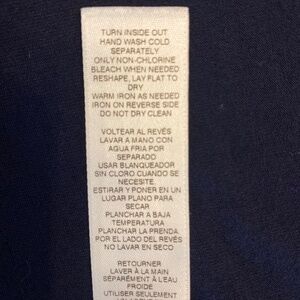 TURN INSIDE OUT
HAND WASH COLD
SEPARATELY
ONLY NON-CHLORINE
BLEACH WHEN NEEDED
RESHAPE, LAY FLAT TO
DRY
WARM IRON AS NEEDED
IRON ON REVERSE SIDE
DO NOT DRY CLEAN
VOLTEAR AL REVÉS
LAVAR A MANO CON
AGUA FRIA POR
SEPARADO
USAR BLANQUEADOR
SIN CLORO CUANDO SE
NECESITE.
ESTIRAR Y PONER EN UN
LUGAR PLANO PARA
SECAR
PLANCHAR A BAJA
TEMPERATURA
PLANCHAR LA PRENDA
POR EL LADO DEL REVÉS
NO LAVAR EN SECO
RETOURNER
LAVER À LA MAIN
SÉPARÉMENT À L'EAU
FROIDE
UTILISER SEULEMENT